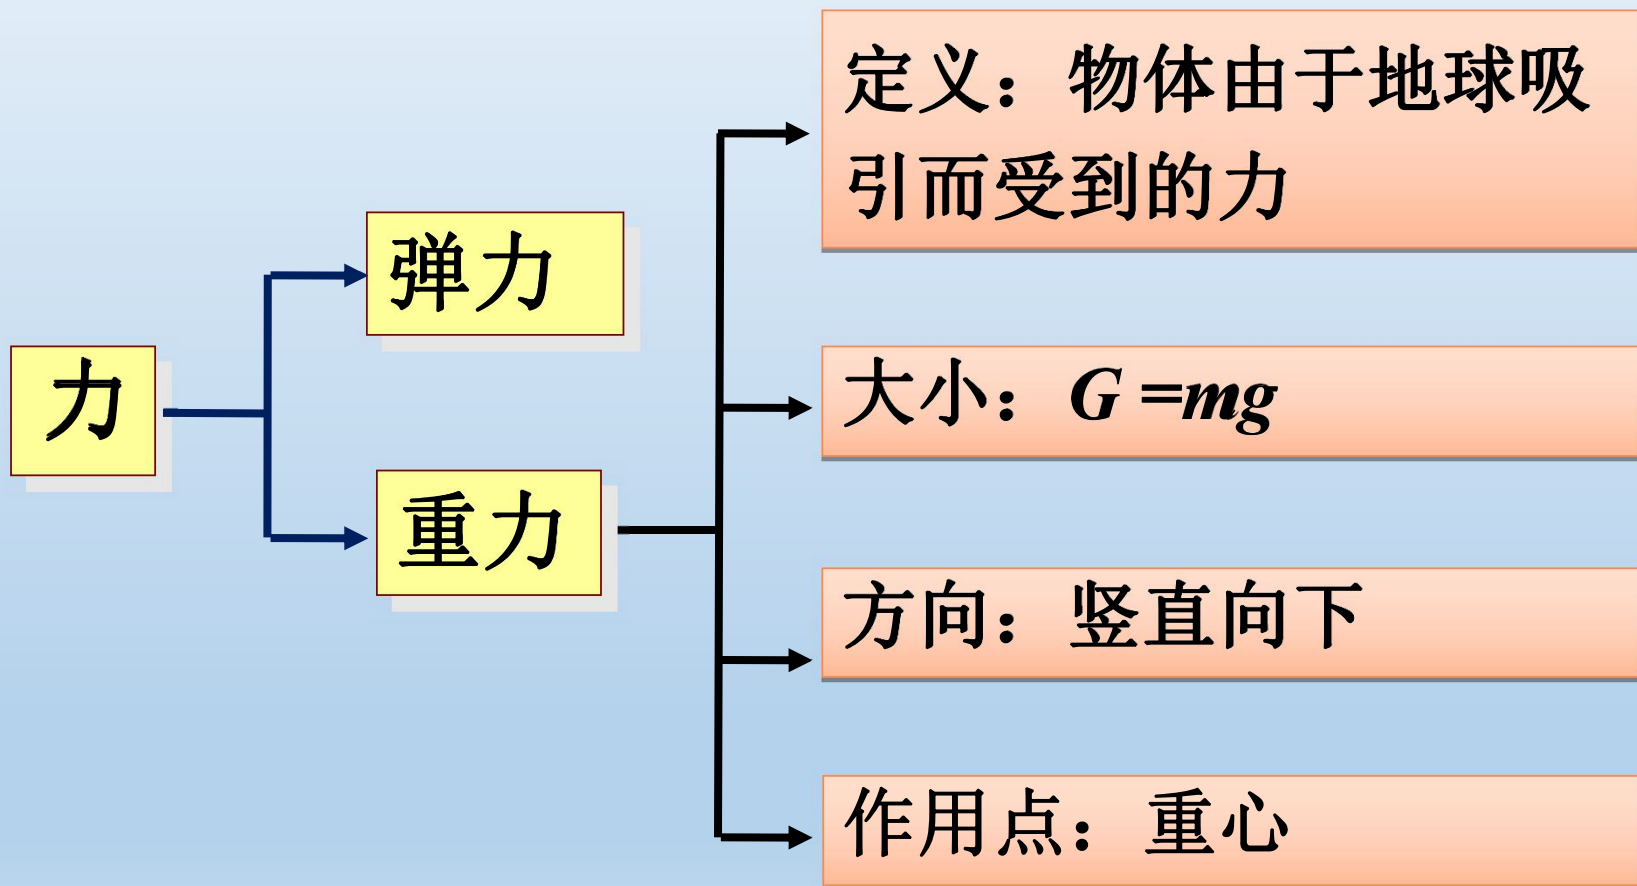 力
弹力
重力
定义：物体由于地球吸
引而受到的力
大小：G =mg
方向：竖直向下
作用点：重心